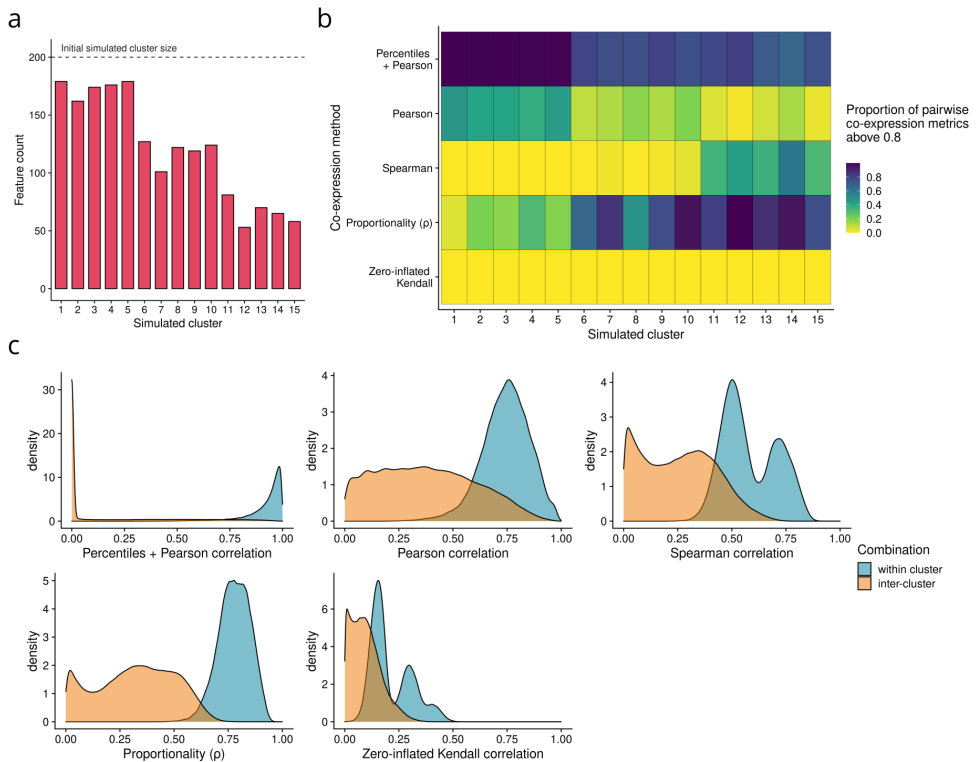 a
Initial simulated cluster size
200
150
100
50
0
Feature count
1 2 3 4 5 6 7 8 9 10 11 12 13 14 15
Simulated cluster
b
Co-expression method
Percentiles
+ Pearson
Pearson
Spearman
Proportionality (ρ)
Zero-inflated
Kendall
1 2 3 4 5 6 7 8 9 10 11 12 13 14 15
Simulated cluster
Proportion of pairwise
co-expression metrics
above 0.8
0.8
0.6
0.4
0.2
0.0
c
density
30
20
10
0
0.00 0.25 0.50 0.75 1.00
Percentiles + Pearson correlation
density
4
3
2
1
0
0.00 0.25 0.50 0.75 1.00
Pearson correlation
density
4
3
2
1
0
0.00 0.25 0.50 0.75 1.00
Spearman correlation
Combination
within cluster
inter-cluster
density
5
4
3
2
1
0
0.00 0.25 0.50 0.75 1.00
Proportionality (ρ)
density
6
4
2
0
0.00 0.25 0.50 0.75 1.00
Zero-inflated Kendall correlation